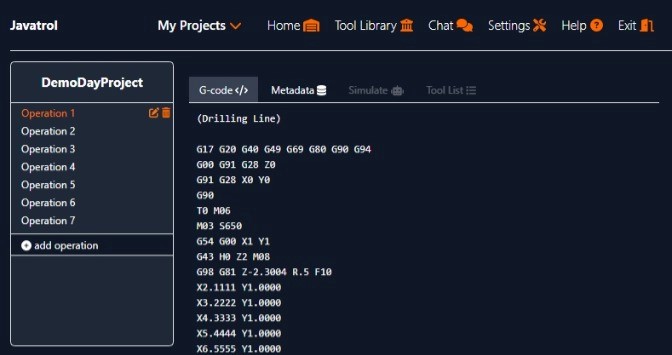 Javatrol
My Projects Home Tool Library Chat Settings Help Exit
DemoDayProject
Operation 1
Operation 2
Operation 3
Operation 4
Operation 5
Operation 6
Operation 7
add operation
G-code </> Metadata Simulate Tool List
(Drilling Line)
G17 G20 G40 G49 G69 G80 G90 G94
G00 G91 G28 Z0
G91 G28 X0 Y0
G90
T0 M06
M03 S650
G54 G00 X1 Y1
G43 H0 Z2 M08
G98 G81 Z-2.3004 R.5 F10
X2.1111 Y1.0000
X3.2222 Y1.0000
X4.3333 Y1.0000
X5.4444 Y1.0000
X6.5555 Y1.0000